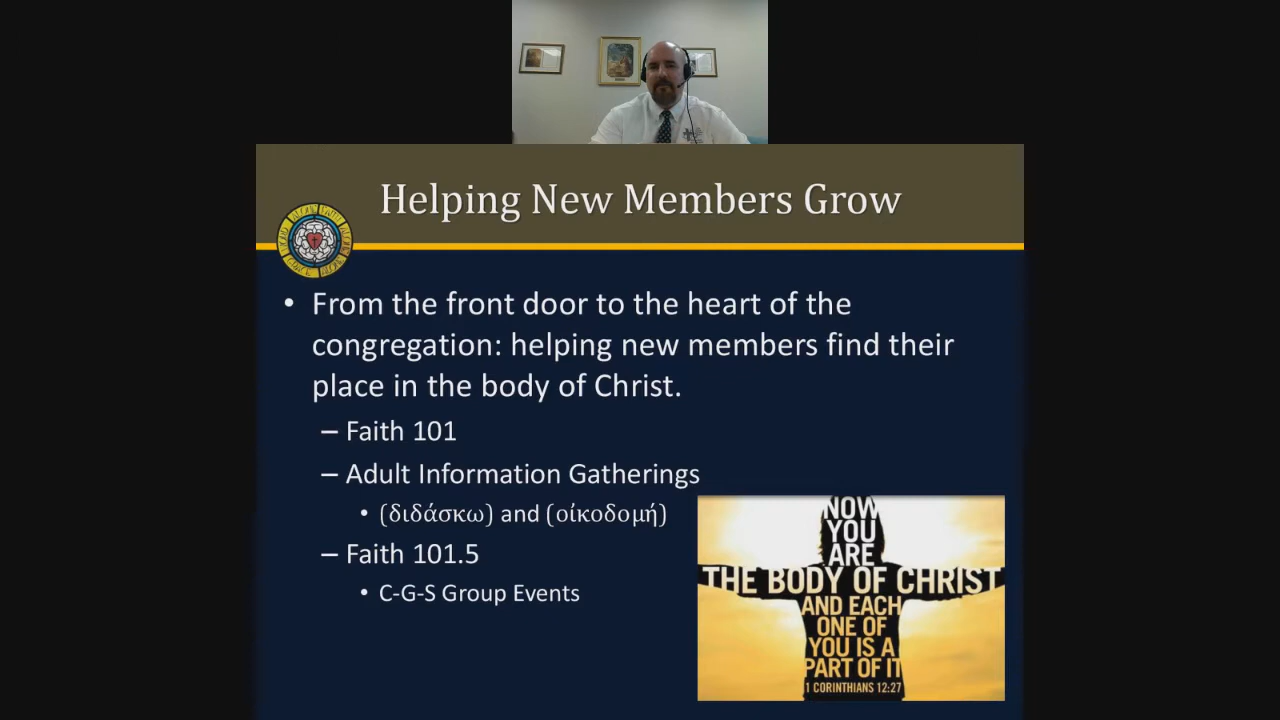 Helping New Members Grow
• From the front door to the heart of the
congregation: helping new members find their
place in the body of Christ.
– Faith 101
– Adult Information Gatherings
• (διδάσκω) and (οἰκοδομή)
– Faith 101.5
• C-G-S Group Events
NOW
YOU
ARE
THE BODY OF CHRIST
AND EACH
ONE OF
YOU IS A
PART OF IT
1 CORINTHIANS 12:27